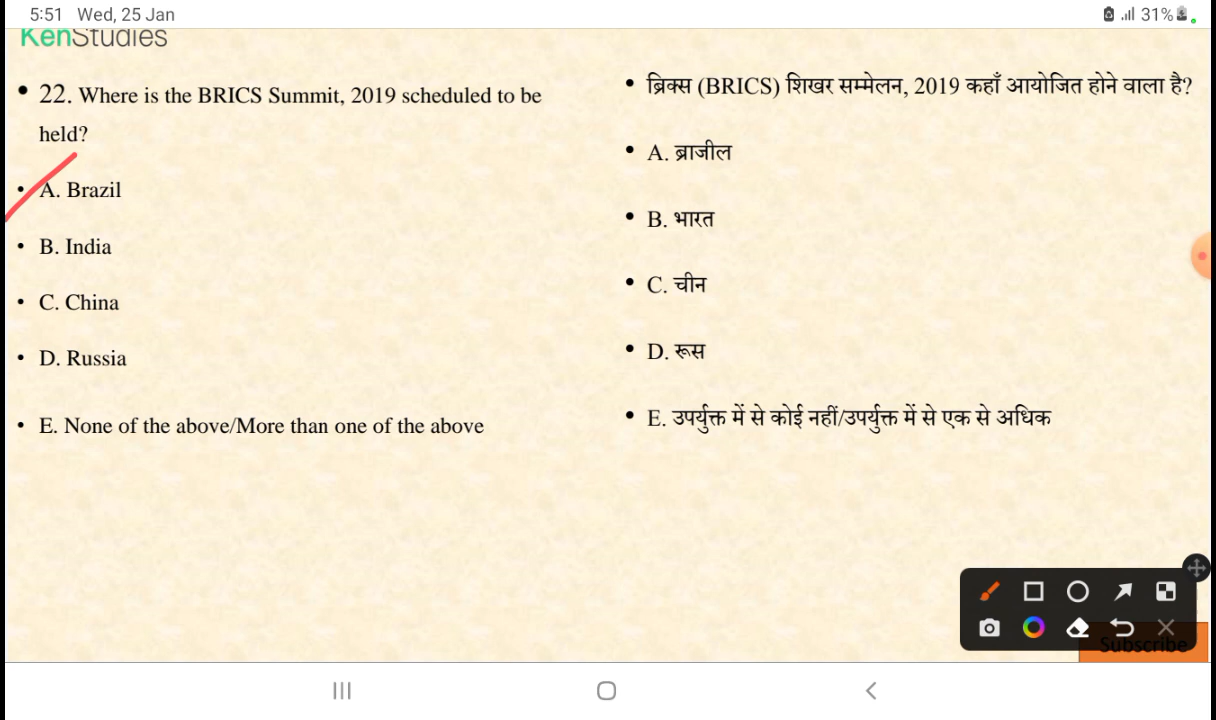 5:51 Wed, 25 Jan
31%
KenStudies
• 22. Where is the BRICS Summit, 2019 scheduled to be
held?
• A. Brazil
• B. India
• C. China
• D. Russia
• E. None of the above/More than one of the above
• ब्रिक्स (BRICS) शिखर सम्मेलन, 2019 कहाँ आयोजित होने वाला है?
• A. ब्राजील
• B. भारत
• C. चीन
• D. रूस
• E. उपर्युक्त में से कोई नहीं/उपर्युक्त में से एक से अधिक
Subscribe